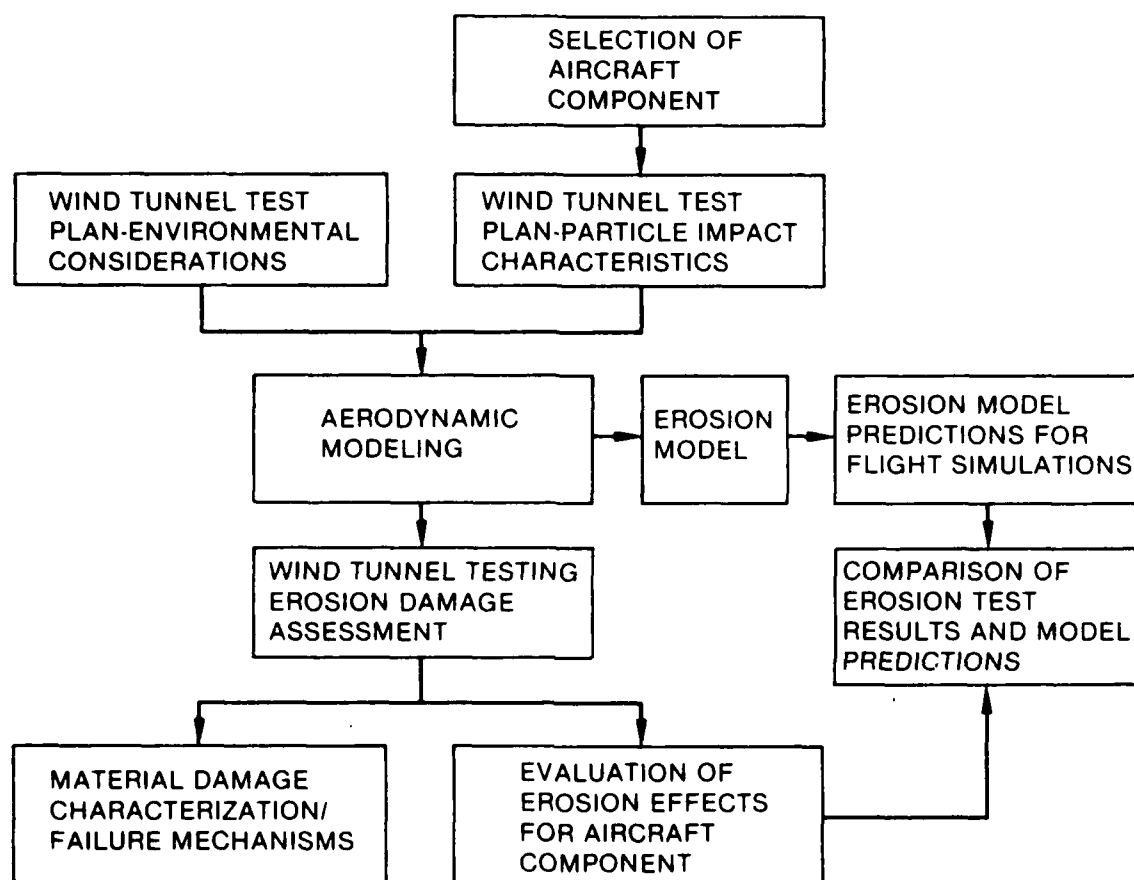 SELECTION OF
AIRCRAFT
COMPONENT
WIND TUNNEL TEST
PLAN-ENVIRONMENTAL
CONSIDERATIONS
WIND TUNNEL TEST
PLAN-PARTICLE IMPACT
CHARACTERISTICS
AERODYNAMIC
MODELING
EROSION
MODEL
EROSION MODEL
PREDICTIONS FOR
FLIGHT SIMULATIONS
WIND TUNNEL TESTING
EROSION DAMAGE
ASSESSMENT
COMPARISON OF
EROSION TEST
RESULTS AND MODEL
PREDICTIONS
MATERIAL DAMAGE
CHARACTERIZATION/
FAILURE MECHANISMS
EVALUATION OF
EROSION EFFECTS
FOR AIRCRAFT
COMPONENT